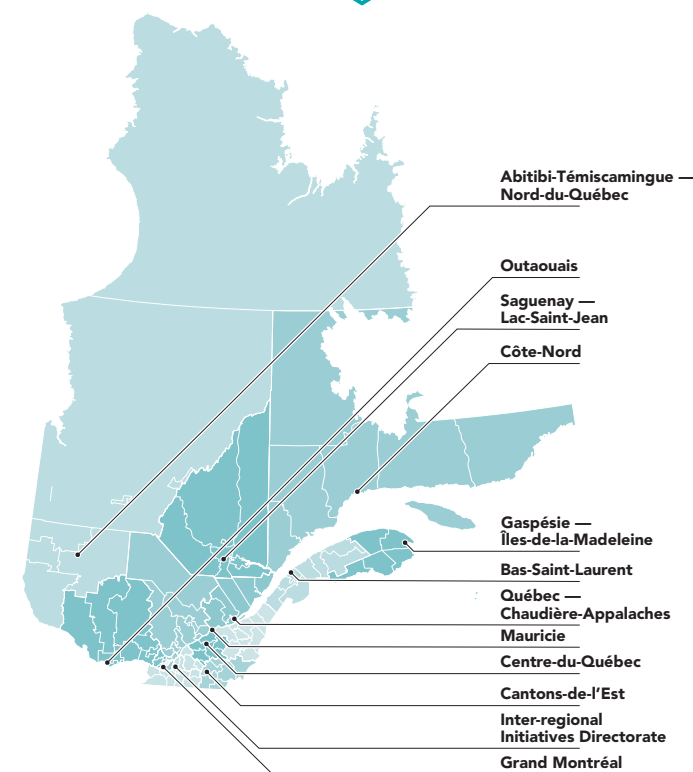 Abitibi-Témiscamingue —
Nord-du-Québec
Outaouais
Saguenay —
Lac-Saint-Jean
Côte-Nord
Gaspésie —
Îles-de-la-Madeleine
Bas-Saint-Laurent
Québec —
Chaudière-Appalaches
Mauricie
Centre-du-Québec
Cantons-de-l’Est
Inter-regional
Initiatives Directorate
Grand Montréal